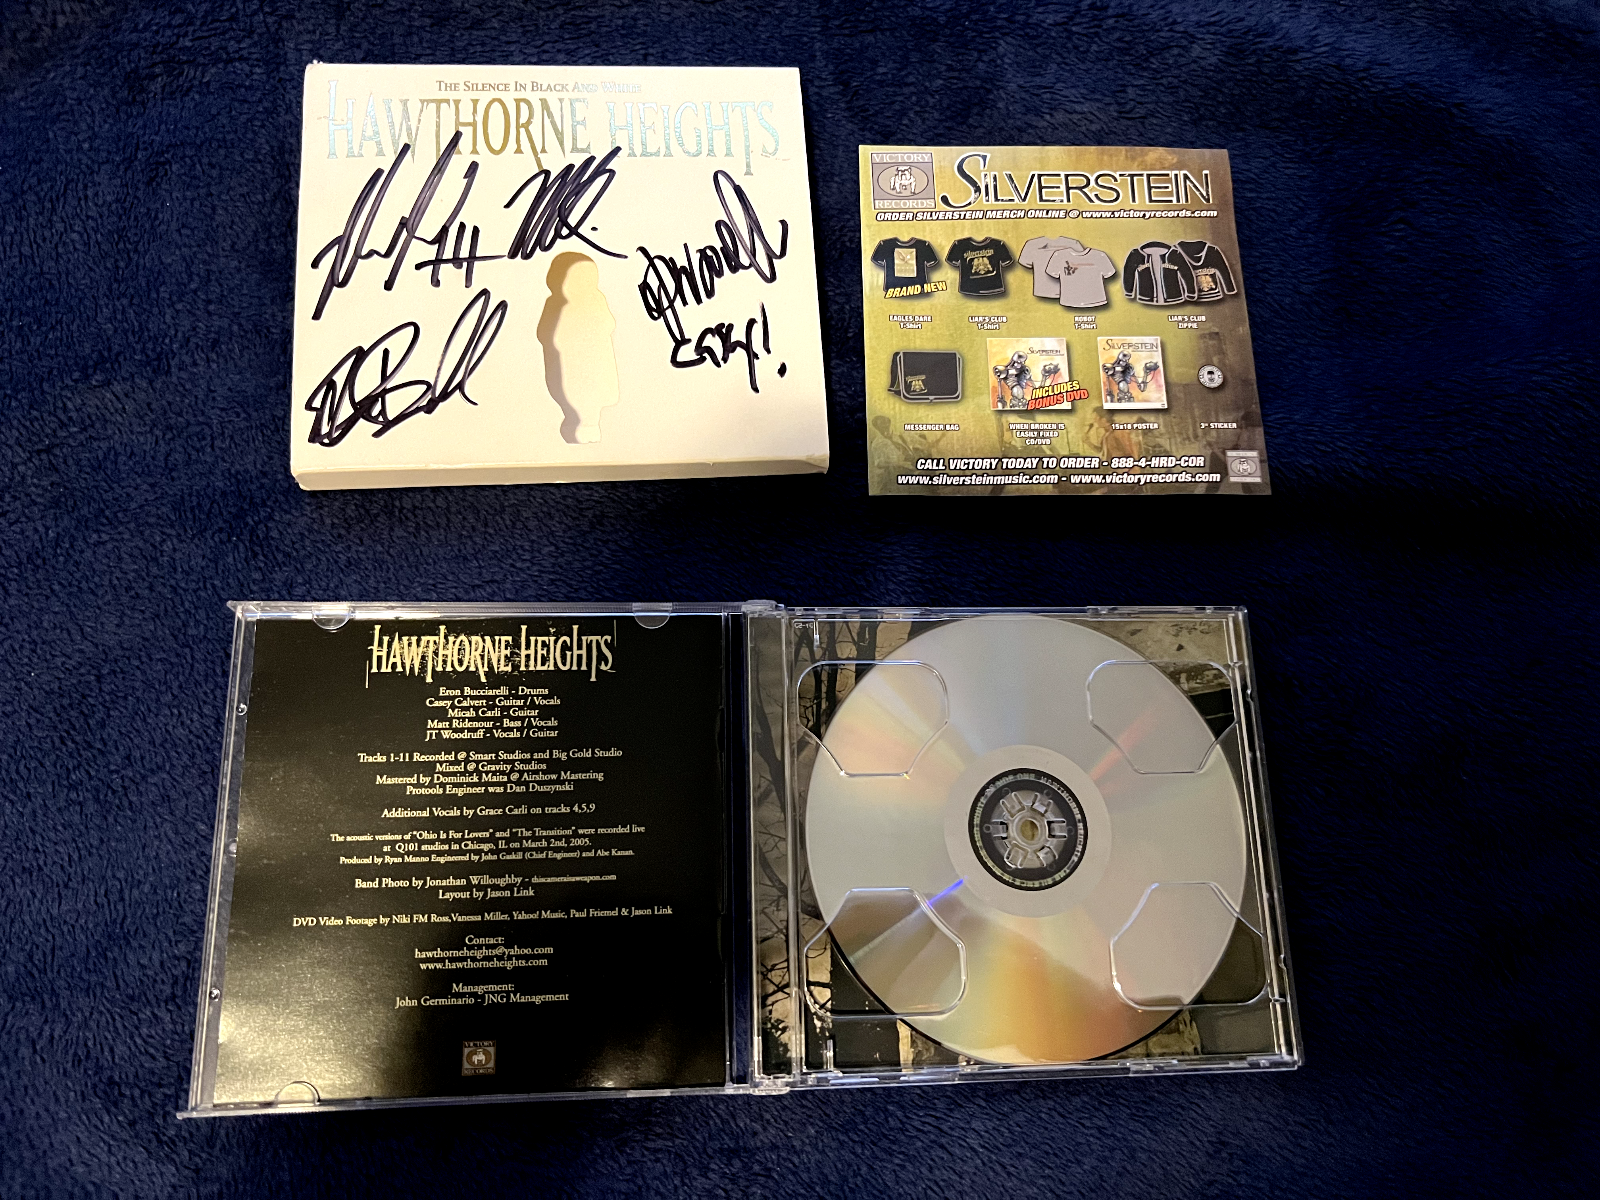 THE SILENCE IN BLACK AND WHITE
HAWTHORNE HEIGHTS
JT Woodruff
Casey!
VICTORY
RECORDS
SILVERSTEIN
ORDER SILVERSTEIN MERCH ONLINE @ www.victoryrecords.com
BRAND NEW
EAGLES DARE
T-Shirt
LIAR'S CLUB
T-Shirt
ROBOT
T-Shirt
LIAR'S CLUB
ZIPPIE
SILVERSTEIN
INCLUDES
BONUS DVD
SILVERSTEIN
MESSENGER BAG
WHEN BROKEN IS
EASILY FIXED
CD/DVD
15x18 POSTER
3" STICKER
CALL VICTORY TODAY TO ORDER - 888-4-HRD-COR
www.silversteinmusic.com - www.victoryrecords.com
HAWTHORNE HEIGHTS
Eron Bucciarelli - Drums
Casey Calvert - Guitar / Vocals
Micah Carli - Guitar
Matt Ridenour - Bass / Vocals
JT Woodruff - Vocals / Guitar
Tracks 1-11 Recorded @ Smart Studios and Big Gold Studio
Mixed @ Gravity Studios
Mastered by Dominick Maita @ Airshow Mastering
Protools Engineer was Dan Duszynski
Additional Vocals by Grace Carli on tracks 4,5,9
The acoustic versions of "Ohio Is For Lovers" and "The Transition" were recorded live
at Q101 studios in Chicago, IL on March 2nd, 2005.
Produced by Ryan Manno Engineered by John Gaskill (Chief Engineer) and Abe Kanan.
Band Photo by Jonathan Willoughby - thiscameraisaweapon.com
Layout by Jason Link
DVD Video Footage by Niki FM Ross,Vanessa Miller, Yahoo! Music, Paul Friemel & Jason Link
Contact:
hawthorneheights@yahoo.com
www.hawthorneheights.com
Management:
John Germinario - JNG Management
VICTORY
RECORDS